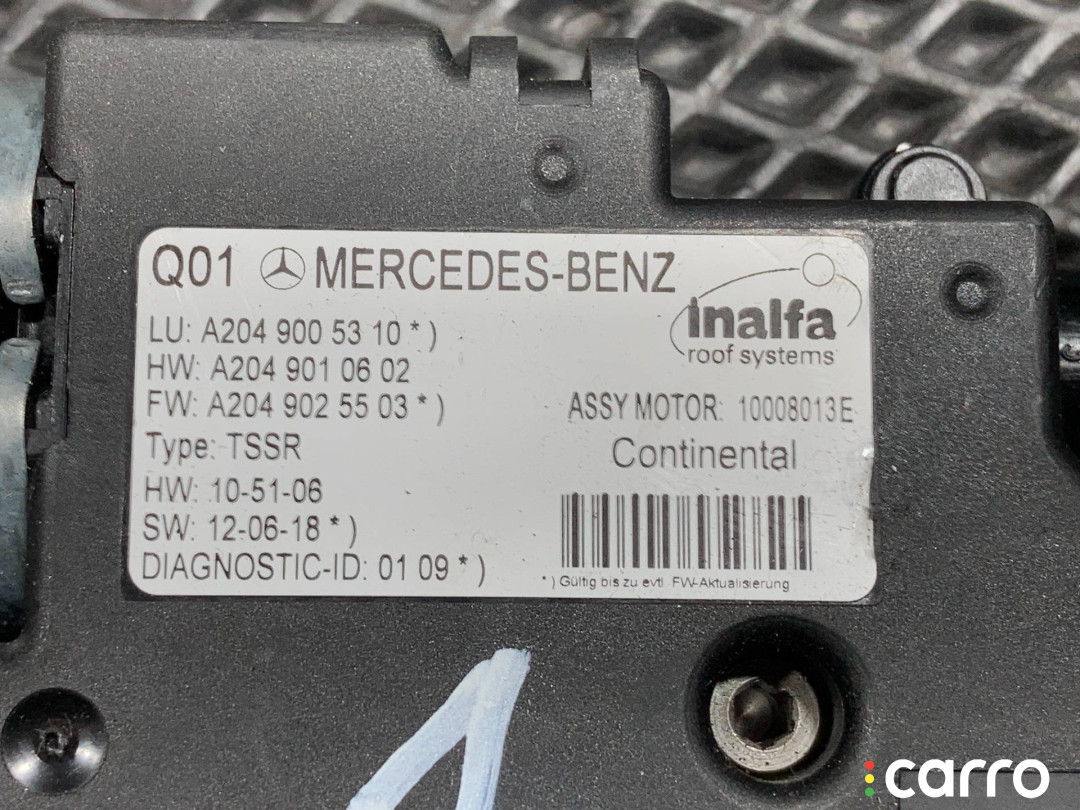 Q01 MERCEDES-BENZ
inalfa
roof systems
LU: A204 900 53 10 * )
HW: A204 901 06 02
FW: A204 902 55 03 * )
ASSY MOTOR: 10008013E
Type: TSSR
Continental
HW: 10-51-06
SW: 12-06-18 * )
DIAGNOSTIC-ID: 01 09 * )
* ) Gültig bis zu evtl. FW-Aktualisierung
1
carro